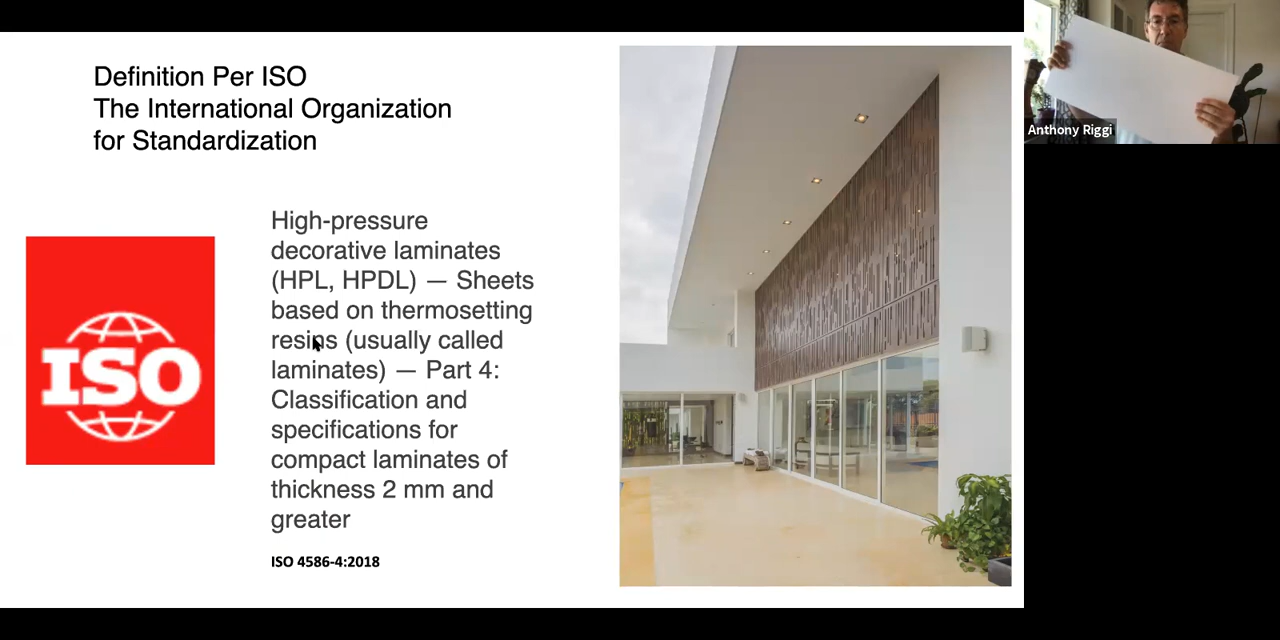 Definition Per ISO
The International Organization
for Standardization
High-pressure
decorative laminates
(HPL, HPDL) — Sheets
based on thermosetting
resins (usually called
laminates) — Part 4:
Classification and
specifications for
compact laminates of
thickness 2 mm and
greater
ISO 4586-4:2018
ISO
Anthony Riggi